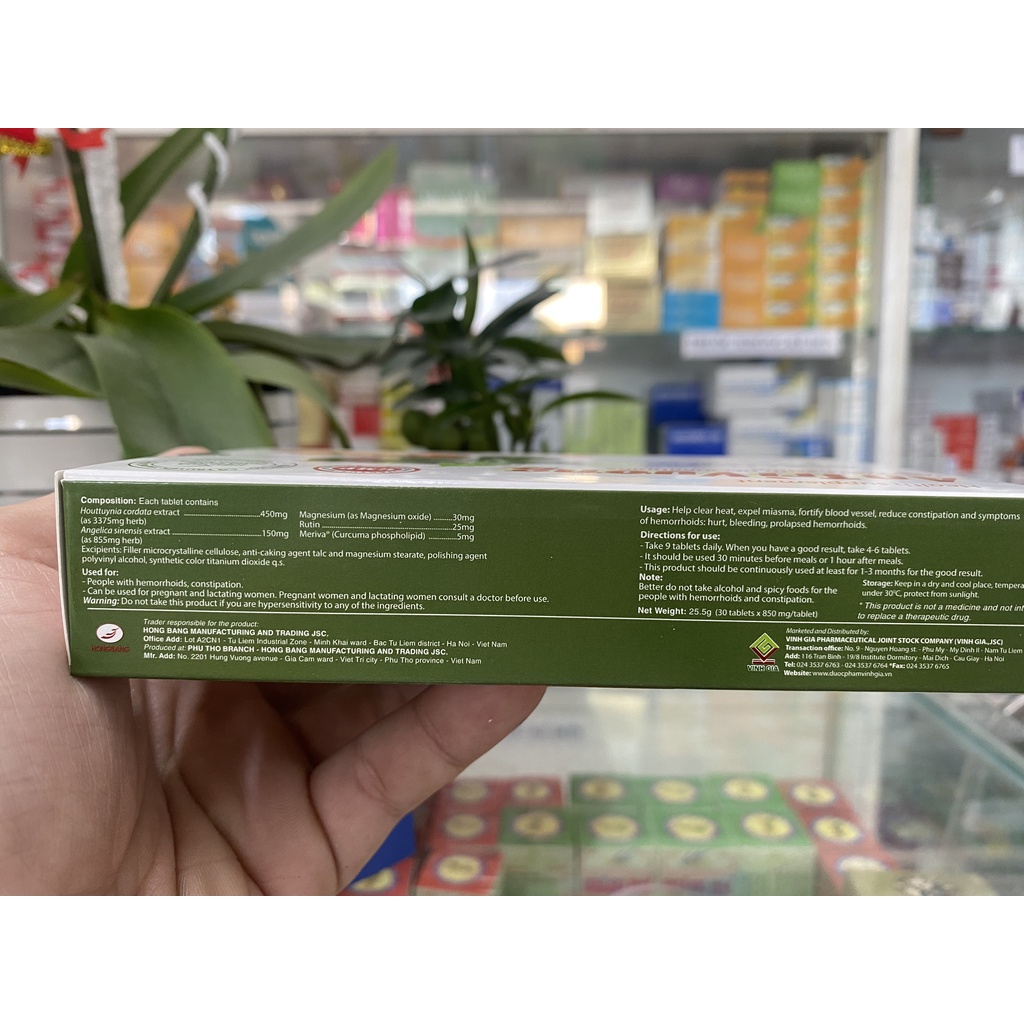 Composition: Each tablet contains
Houttuynia cordata extract ........................450mg
(as 3375mg herb)
Angelica sinensis extract ........................150mg
(as 855mg herb)
Magnesium (as Magnesium oxide) ........30mg
Rutin ........................25mg
Meriva* (Curcuma phospholipid) ..........5mg
Excipients: Filler microcrystalline cellulose, anti-caking agent talc and magnesium stearate, polishing agent
polyvinyl alcohol, synthetic color titanium dioxide q.s.
Used for:
- People with hemorrhoids, constipation.
- Can be used for pregnant and lactating women. Pregnant women and lactating women consult a doctor before use.
Warning: Do not take this product if you are hypersensitivity to any of the ingredients.
Usage: Help clear heat, expel miasma, fortify blood vessel, reduce constipation and symptoms
of hemorrhoids: hurt, bleeding, prolapsed hemorrhoids.
Directions for use:
- Take 9 tablets daily. When you have a good result, take 4-6 tablets.
- It should be used 30 minutes before meals or 1 hour after meals.
- This product should be continuously used at least for 1-3 months for the good result.
Note:
Better do not take alcohol and spicy foods for the
people with hemorrhoids and constipation.
Net Weight: 25.5g (30 tablets x 850 mg/tablet)
Storage: Keep in a dry and cool place, tempera
under 30°C, protect from sunlight.
* This product is not a medicine and not in
to replace a therapeutic drug.
HONGBANG
Trader responsible for the product:
HONG BANG MANUFACTURING AND TRADING JSC.
Office Add: Lot A2CN1 - Tu Liem Industrial Zone - Minh Khai ward - Bac Tu Liem district - Ha Noi - Viet Nam
Produced at: PHU THO BRANCH - HONG BANG MANUFACTURING AND TRADING JSC.
Mfr. Add: No. 2201 Hung Vuong avenue - Gia Cam ward - Viet Tri city - Phu Tho province - Viet Nam
VINH GIA
Marketed and Distributed by:
VINH GIA PHARMACEUTICAL JOINT STOCK COMPANY (VINH GIA.,JSC)
Transaction office: No. 9 - Nguyen Hoang st. - Phu My - My Dinh II - Nam Tu Liem
Add: 116 Tran Binh - 19/8 Institute Dormitory - Mai Dich - Cau Giay - Ha Noi
Tel: 024 3537 6763 - 024 3537 6764 *Fax: 024 3537 6765
Website: www.duocphamvinhgia.vn